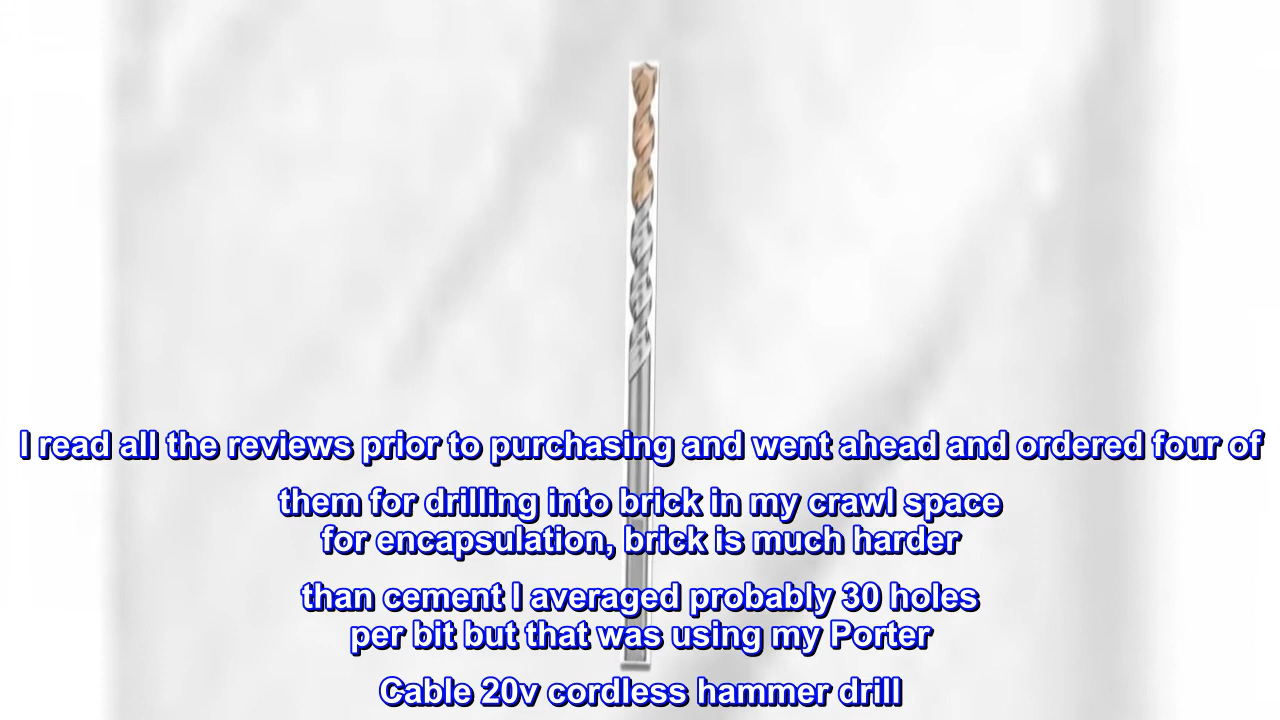 I read all the reviews prior to purchasing and went ahead and ordered four of
them for drilling into brick in my crawl space
for encapsulation, brick is much harder
than cement I averaged probably 30 holes
per bit but that was using my Porter
Cable 20v cordless hammer drill